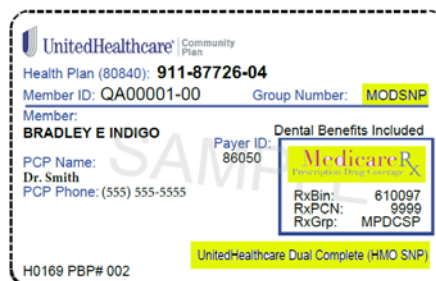 UnitedHealthcare® Community Plan
Health Plan (80840): 911-87726-04
Member ID: QA00001-00 Group Number: MODSNP
Member:
BRADLEY E INDIGO Dental Benefits Included
Payer ID:
86050
PCP Name:
Dr. Smith
PCP Phone: (555) 555-5555
SAMPLE
MedicareRx
Prescription Drug Coverage
RxBin: 610097
RxPCN: 9999
RxGrp: MPDCSP
UnitedHealthcare Dual Complete (HMO SNP)
H0169 PBP# 002